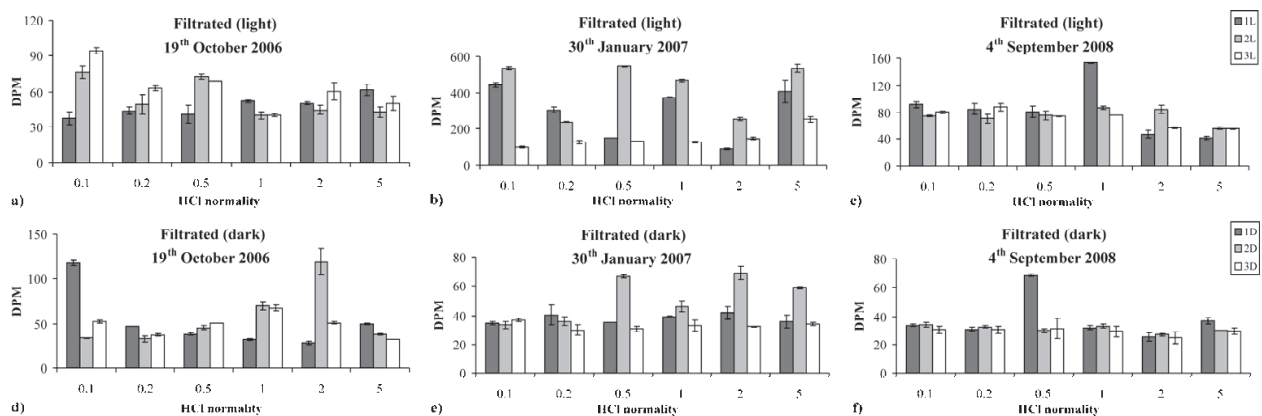 Filtrated (light)
19th October 2006
DPM
120
90
60
30
0
0.1 0.2 0.5 1 2 5
a) HCl normality
Filtrated (light)
30th January 2007
DPM
600
400
200
0
0.1 0.2 0.5 1 2 5
b) HCl normality
Filtrated (light)
4th September 2008
DPM
160
120
80
40
0
0.1 0.2 0.5 1 2 5
c) HCl normality
1L
2L
3L
Filtrated (dark)
19th October 2006
DPM
150
100
50
0
0.1 0.2 0.5 1 2 5
d) HCl normality
Filtrated (dark)
30th January 2007
DPM
80
60
40
20
0
0.1 0.2 0.5 1 2 5
e) HCl normality
Filtrated (dark)
4th September 2008
DPM
80
60
40
20
0
0.1 0.2 0.5 1 2 5
f) HCl normality
1D
2D
3D